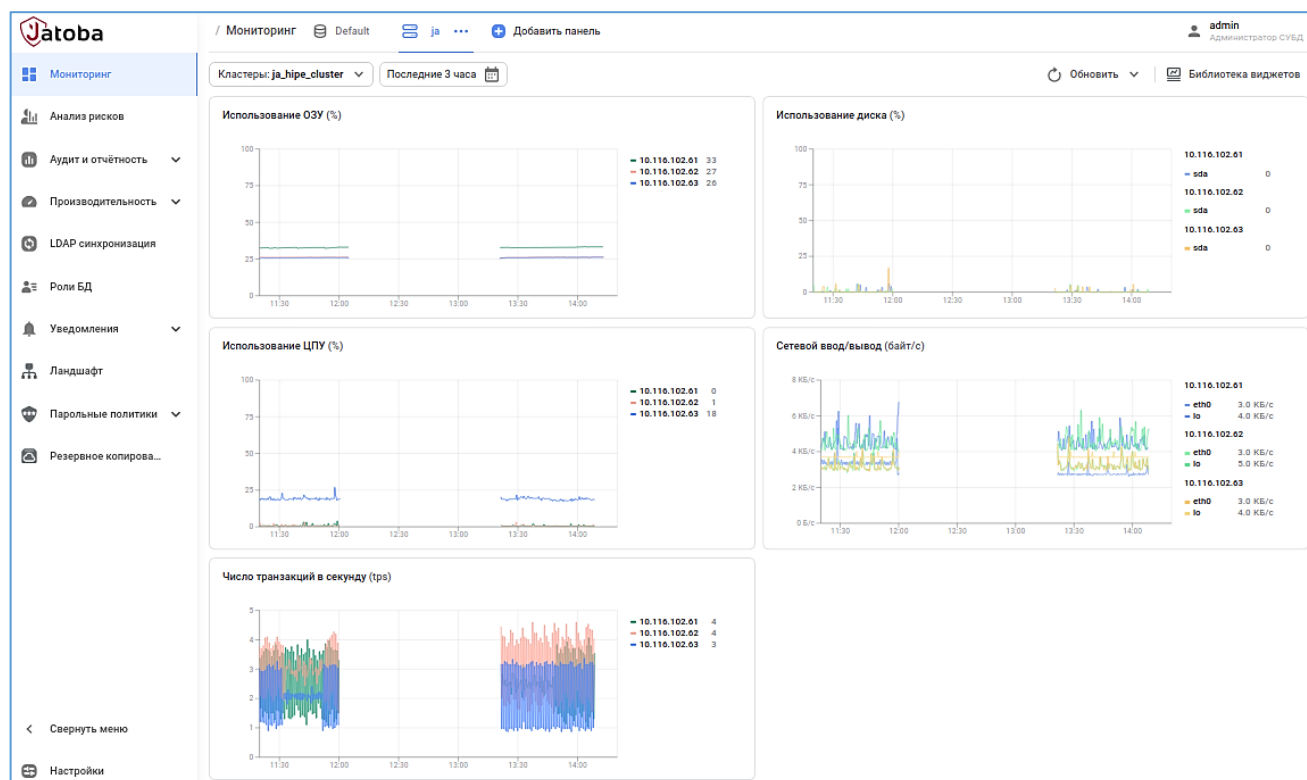 Jatoba
/ Мониторинг Default ja ••• Добавить панель
admin
Администратор СУБД
Мониторинг
Анализ рисков
Аудит и отчётность
Производительность
LDAP синхронизация
Роли БД
Уведомления
Ландшафт
Парольные политики
Резервное копирова...
Свернуть меню
Настройки
Кластеры: ja_hipe_cluster Последние 3 часа Обновить Библиотека виджетов
Использование ОЗУ (%)
100
75
50
25
0
11:30 12:00 12:30 13:00 13:30 14:00
10.116.102.61 33
10.116.102.62 27
10.116.102.63 26
Использование диска (%)
100
75
50
25
0
11:30 12:00 12:30 13:00 13:30 14:00
10.116.102.61
sda 0
10.116.102.62
sda 0
10.116.102.63
sda 0
Использование ЦПУ (%)
100
75
50
25
0
11:30 12:00 12:30 13:00 13:30 14:00
10.116.102.61 0
10.116.102.62 1
10.116.102.63 18
Сетевой ввод/вывод (байт/с)
8 КБ/с
6 КБ/с
4 КБ/с
2 КБ/с
0 Б/с
11:30 12:00 12:30 13:00 13:30 14:00
10.116.102.61
eth0 3.0 КБ/с
lo 4.0 КБ/с
10.116.102.62
eth0 3.0 КБ/с
lo 5.0 КБ/с
10.116.102.63
eth0 3.0 КБ/с
lo 4.0 КБ/с
Число транзакций в секунду (tps)
5
4
3
2
1
0
11:30 12:00 12:30 13:00 13:30 14:00
10.116.102.61 4
10.116.102.62 4
10.116.102.63 3